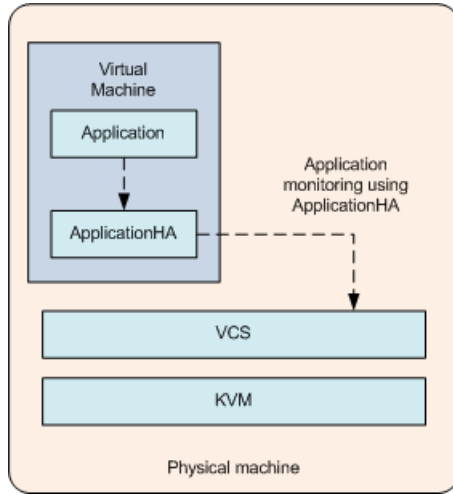 Virtual
Machine
Application
ApplicationHA
Application
monitoring using
ApplicationHA
VCS
KVM
Physical machine